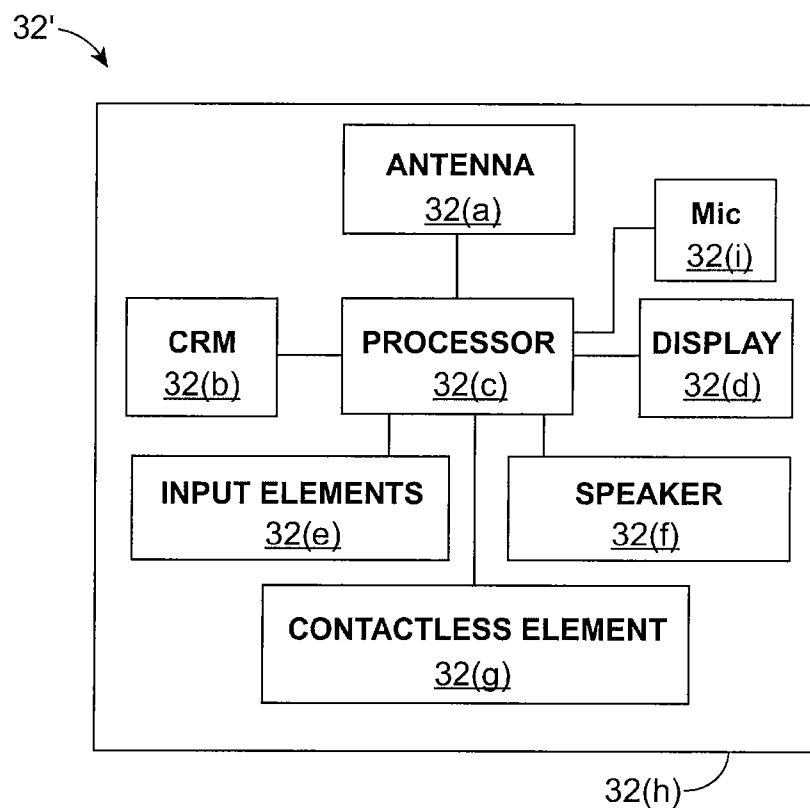 32'
ANTENNA
32(a)
Mic
32(i)
CRM
32(b)
PROCESSOR
32(c)
DISPLAY
32(d)
INPUT ELEMENTS
32(e)
SPEAKER
32(f)
CONTACTLESS ELEMENT
32(g)
32(h)